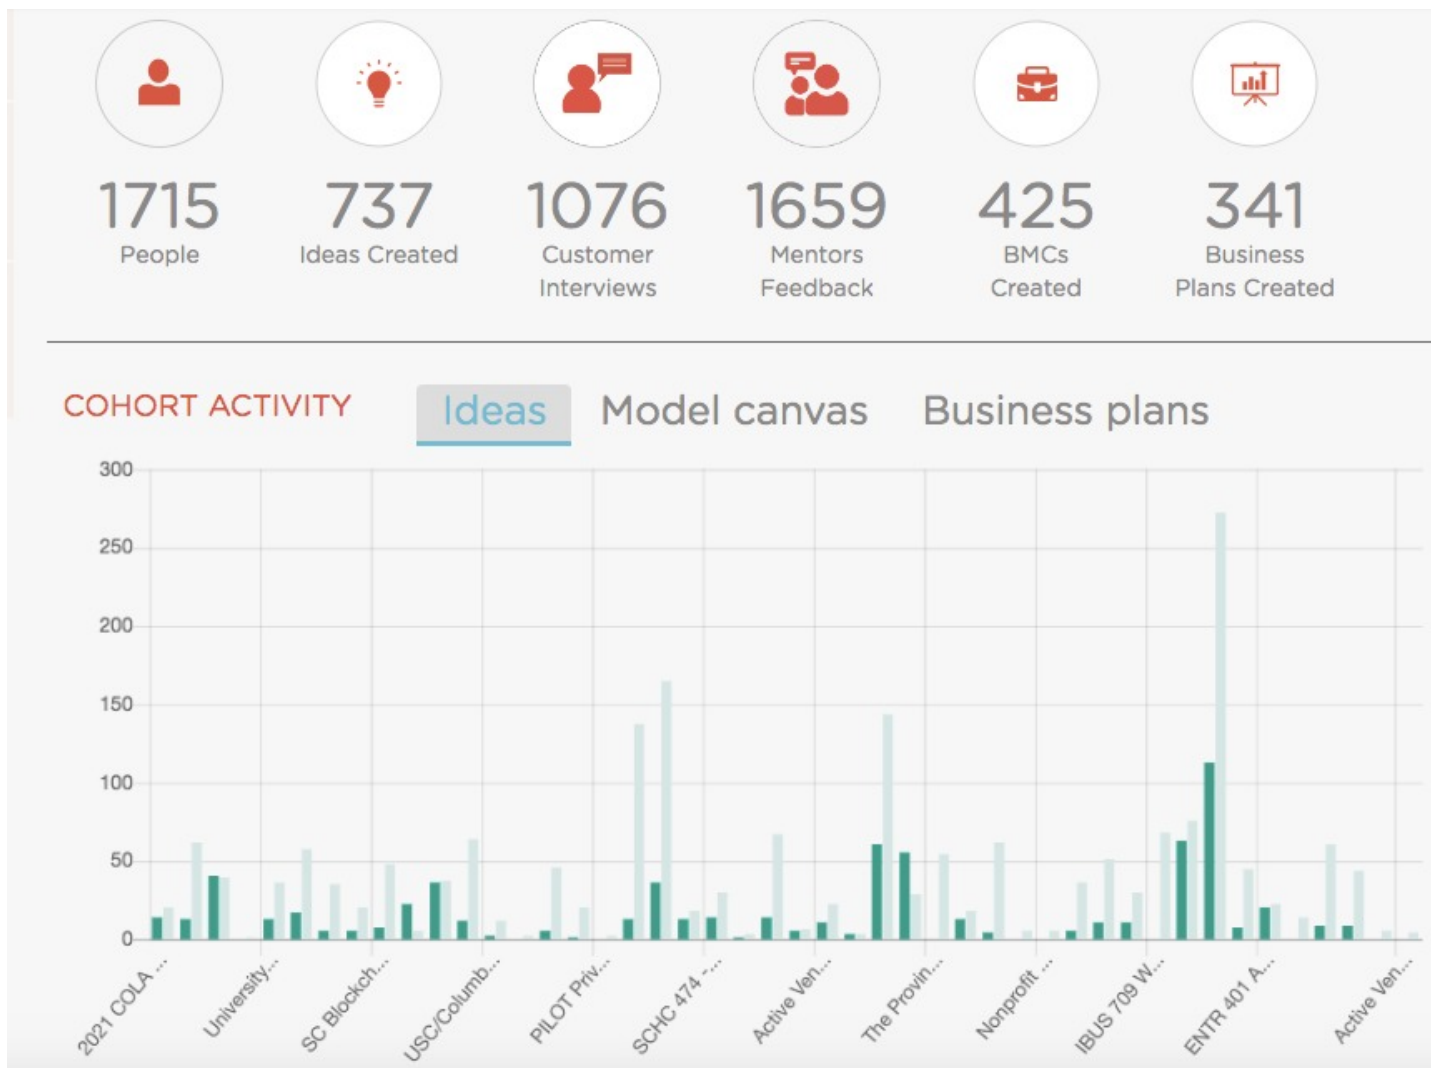 1715
People
737
Ideas Created
1076
Customer
Interviews
1659
Mentors
Feedback
425
BMCs
Created
341
Business
Plans Created
COHORT ACTIVITY
Ideas
Model canvas
Business plans
300
250
200
150
100
50
0
2021 COLA ...
University...
SC Blockch...
USC/Columb...
PILOT Priv...
SCHC 474 -...
Active Ven...
The Provin...
Nonprofit ...
IBUS 709 W...
ENTR 401 A...
Active Ven...